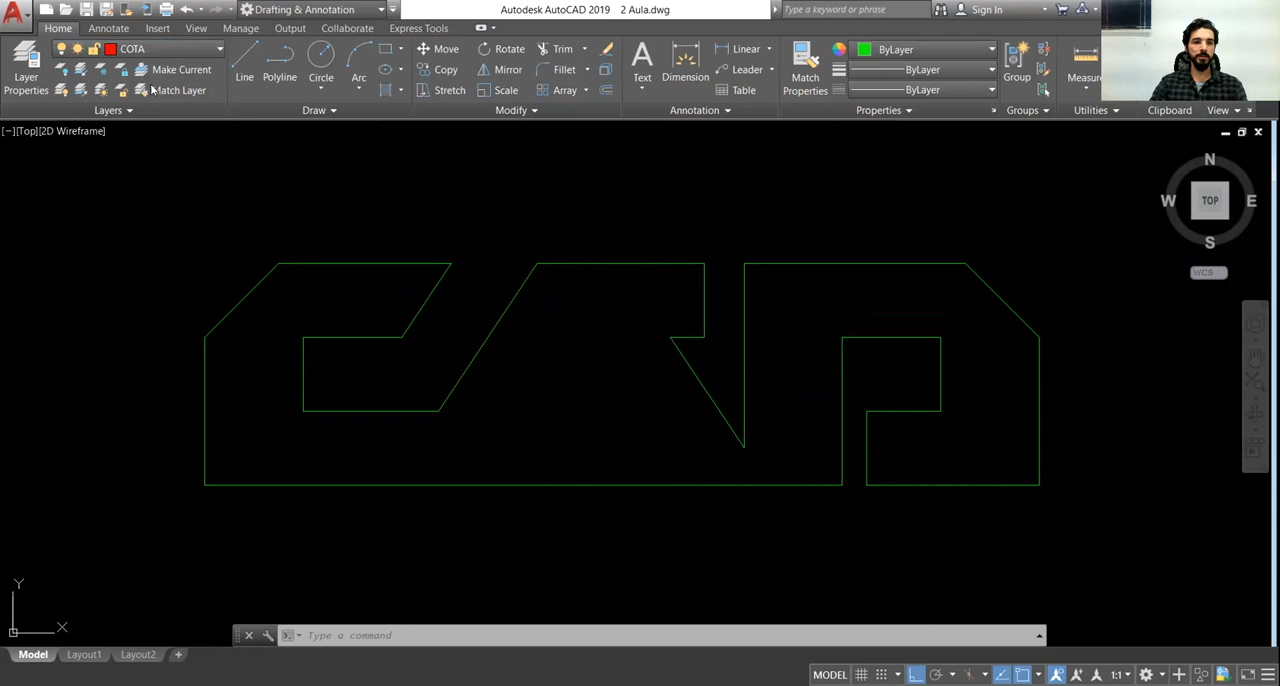 Drafting & Annotation
Autodesk AutoCAD 2019 2 Aula.dwg
Type a keyword or phrase
Sign In
Home Annotate Insert View Manage Output Collaborate Express Tools
Layer Properties
COTA
Make Current
Match Layer
Layers
Line Polyline Circle Arc
Draw
Move Rotate Trim
Copy Mirror Fillet
Stretch Scale Array
Modify
Text Dimension
Linear
Leader
Table
Annotation
Match Properties
ByLayer
ByLayer
ByLayer
Properties
Group
Groups
Measure
Utilities
Clipboard
View
[−][Top][2D Wireframe]
N
W TOP E
S
WCS
Y
X
Type a command
Model Layout1 Layout2 +
MODEL 1:1